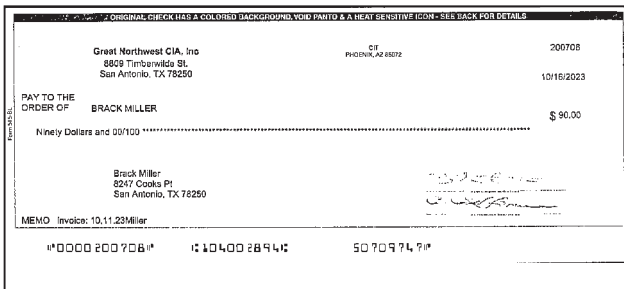 ORIGINAL CHECK HAS A COLORED BACKGROUND, VOID PANTO & A HEAT SENSITIVE ICON - SEE BACK FOR DETAILS
Great Northwest CIA, Inc
8809 Timberwilde St.
San Antonio, TX 78250
CIT
PHOENIX, AZ 85072
200708
10/16/2023
PAY TO THE
ORDER OF BRACK MILLER
$ 90.00
Ninety Dollars and 00/100 ****
Brack Miller
8247 Cooks Pt
San Antonio, TX 78250
MEMO Invoice: 10.11.23Miller
⑈0000200708⑈ ⑆104002894⑆ 50709747⑈